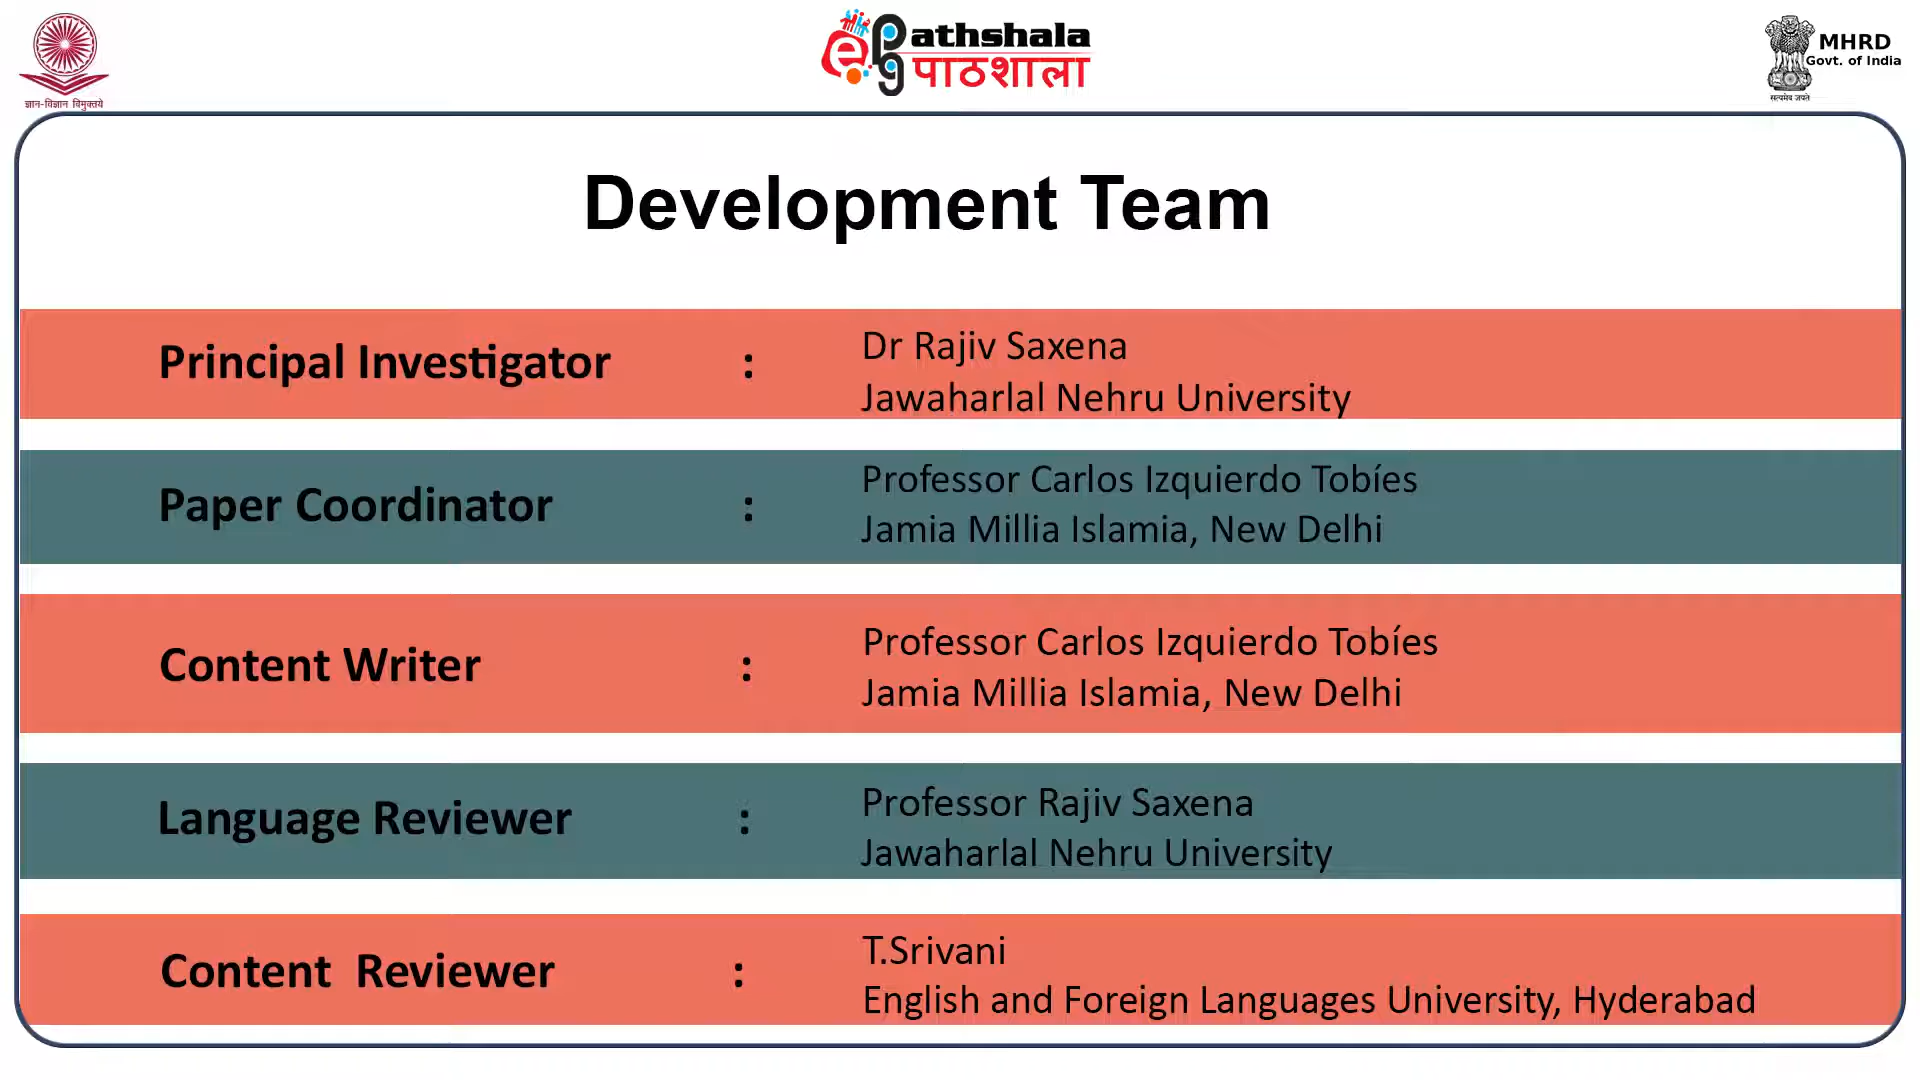 ज्ञान-विज्ञान विमुक्तये
ePathshala
पाठशाला
सत्यमेव जयते
MHRD
Govt. of India
Development Team
Principal Investigator : Dr Rajiv Saxena
Jawaharlal Nehru University
Paper Coordinator : Professor Carlos Izquierdo Tobíes
Jamia Millia Islamia, New Delhi
Content Writer : Professor Carlos Izquierdo Tobíes
Jamia Millia Islamia, New Delhi
Language Reviewer : Professor Rajiv Saxena
Jawaharlal Nehru University
Content Reviewer : T.Srivani
English and Foreign Languages University, Hyderabad